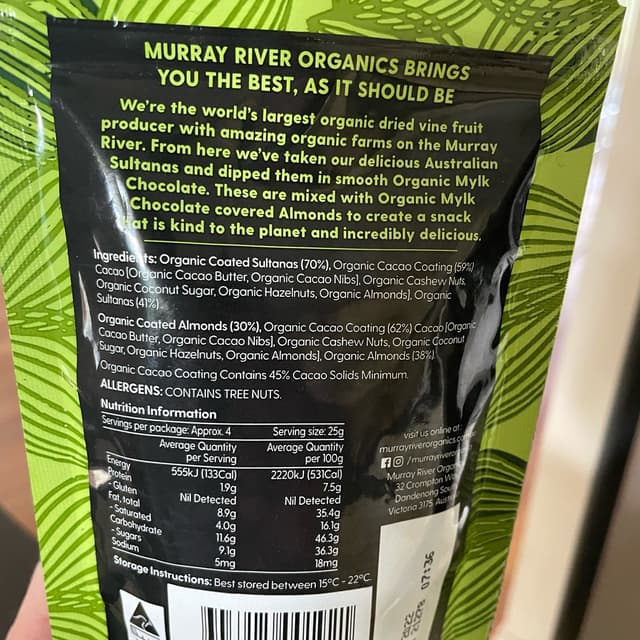 MURRAY RIVER ORGANICS BRINGS
YOU THE BEST, AS IT SHOULD BE
We're the world's largest organic dried vine fruit
producer with amazing organic farms on the Murray
River. From here we've taken our delicious Australian
Sultanas and dipped them in smooth Organic Mylk
Chocolate. These are mixed with Organic Mylk
Chocolate covered Almonds to create a snack
that is kind to the planet and incredibly delicious.
Ingredients: Organic Coated Sultanas (70%), Organic Cacao Coating (59%)
Cacao [Organic Cacao Butter, Organic Cacao Nibs], Organic Cashew Nuts,
Organic Coconut Sugar, Organic Hazelnuts, Organic Almonds], Organic
Sultanas (41%).
Organic Coated Almonds (30%), Organic Cacao Coating (62%) Cacao [Organic
Cacao Butter, Organic Cacao Nibs], Organic Cashew Nuts, Organic Coconut
Sugar, Organic Hazelnuts, Organic Almonds], Organic Almonds (38%).
Organic Cacao Coating Contains 45% Cacao Solids Minimum.
ALLERGENS: CONTAINS TREE NUTS.
Nutrition Information
Servings per package: Approx. 4 Serving size: 25g
Average Quantity per Serving Average Quantity per 100g
Energy 555kJ (133Cal) 2220kJ (531Cal)
Protein 1.9g 7.5g
- Gluten Nil Detected Nil Detected
Fat, total 8.9g 35.4g
- Saturated 4.0g 16.1g
Carbohydrate 11.6g 46.3g
- Sugars 9.1g 36.3g
Sodium 5mg 18mg
Storage Instructions: Best stored between 15°C - 22°C.
visit us online at:
murrayriverorganics
/murrayriver
Murray River
32 Crompton
Dandenong
Victoria 3175
07:36